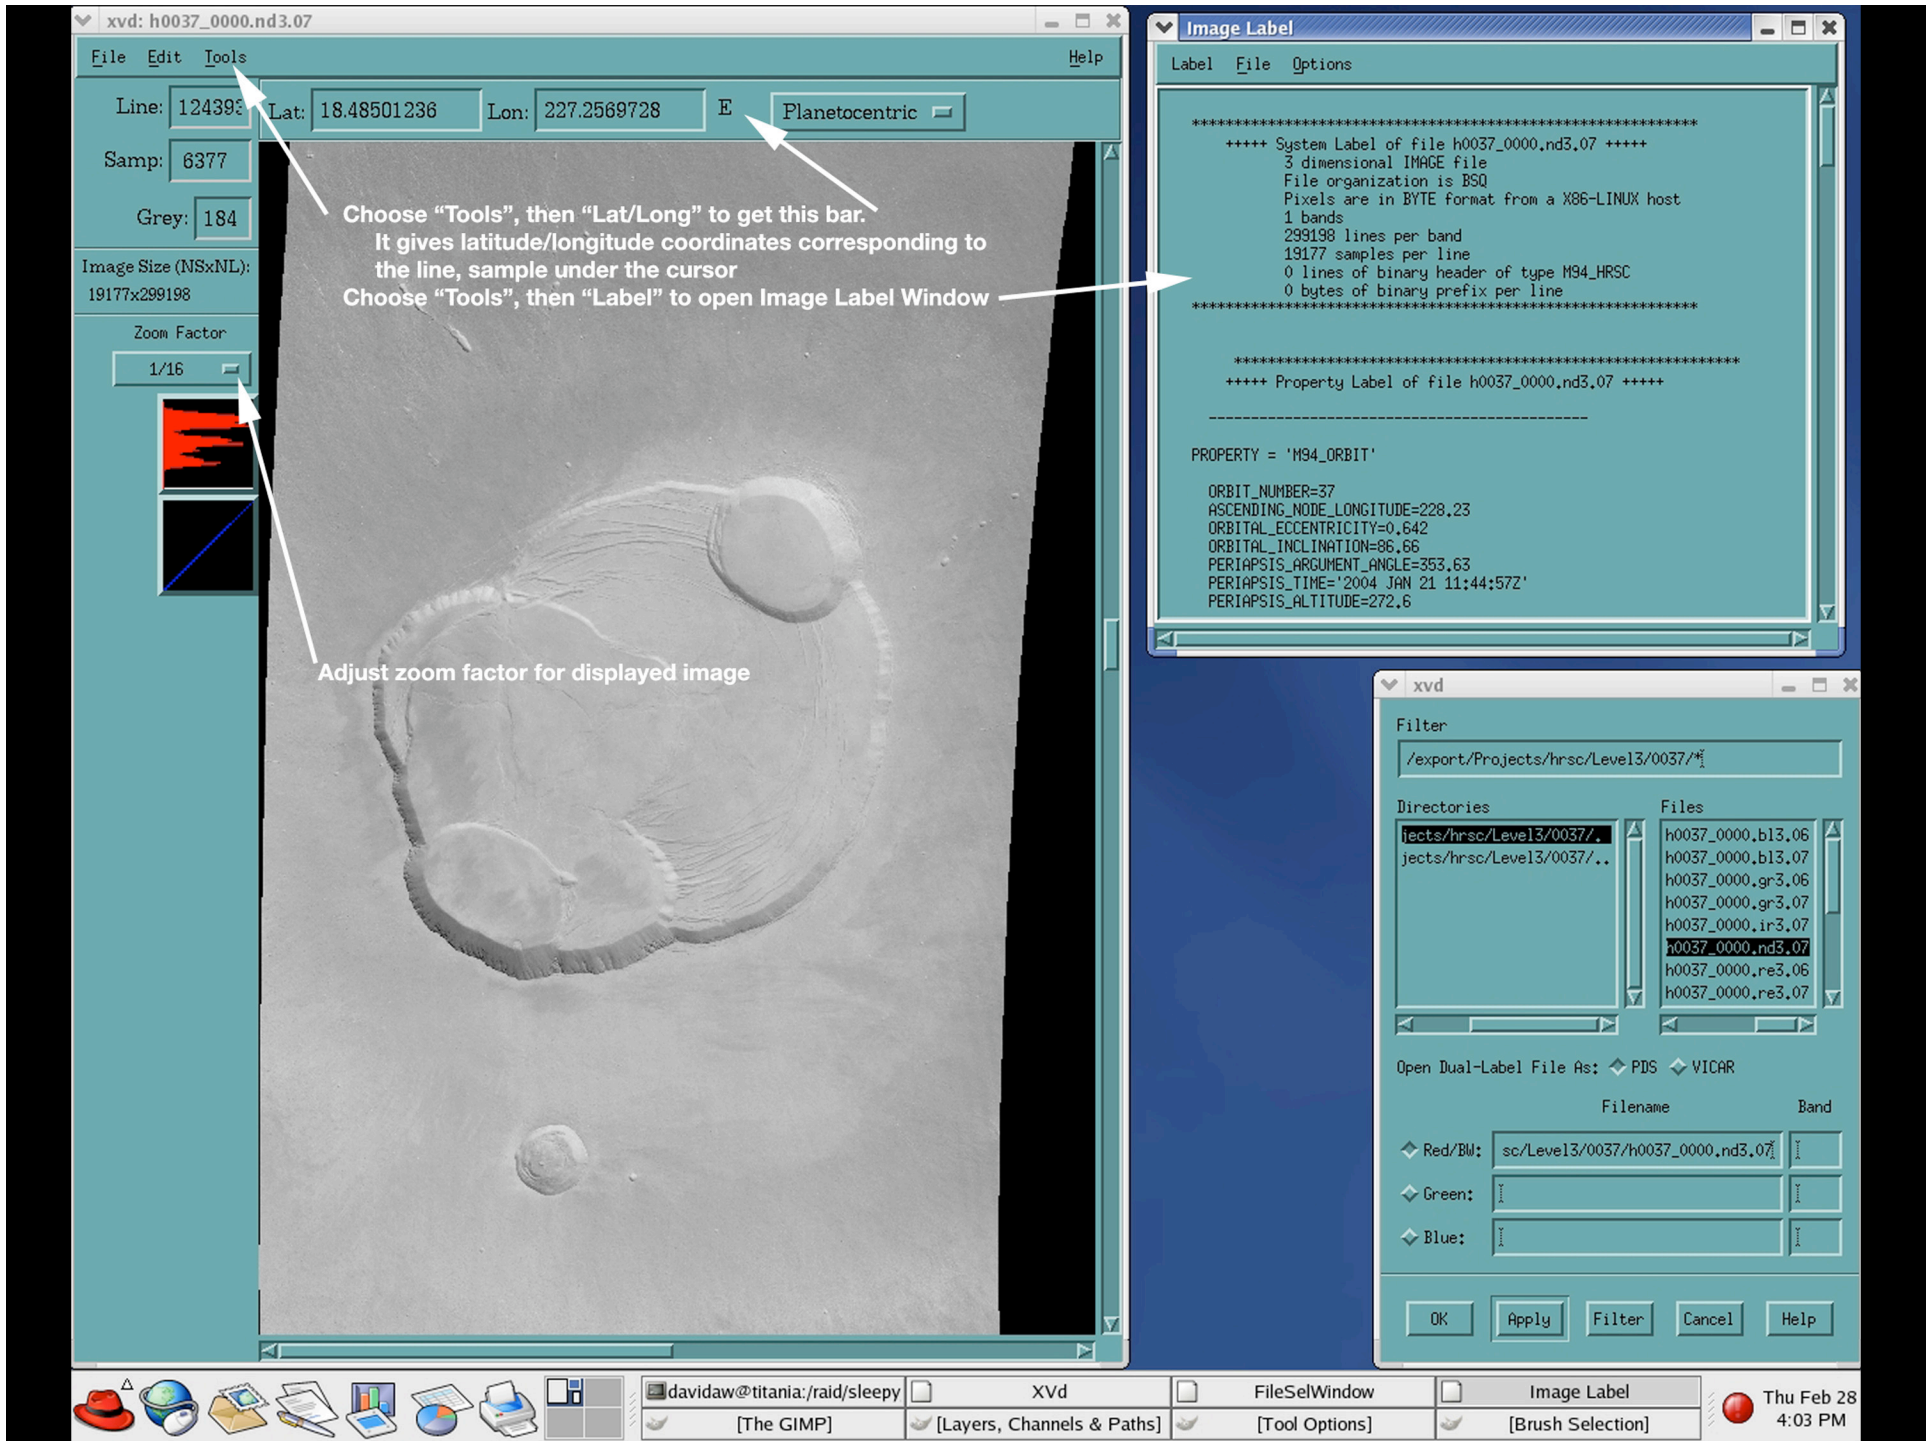 xvd: h0037_0000.nd3.07
File Edit Tools Help
Line: 124393 Lat: 18.48501236 Lon: 227.2569728 E Planetocentric
Samp: 6377
Grey: 184
Image Size (NSxNL):
19177x299198
Zoom Factor
1/16
Choose “Tools”, then “Lat/Long” to get this bar.
It gives latitude/longitude coordinates corresponding to
the line, sample under the cursor
Choose “Tools”, then “Label” to open Image Label Window
Adjust zoom factor for displayed image
Image Label
Label File Options
************************************************************
+++++ System Label of file h0037_0000.nd3.07 +++++
3 dimensional IMAGE file
File organization is BSQ
Pixels are in BYTE format from a X86-LINUX host
1 bands
299198 lines per band
19177 samples per line
0 lines of binary header of type M94_HRSC
0 bytes of binary prefix per line
************************************************************
************************************************************
+++++ Property Label of file h0037_0000.nd3.07 +++++
---------------------------------------------
PROPERTY = 'M94_ORBIT'
ORBIT_NUMBER=37
ASCENDING_NODE_LONGITUDE=228.23
ORBITAL_ECCENTRICITY=0.642
ORBITAL_INCLINATION=86.66
PERIAPSIS_ARGUMENT_ANGLE=353.63
PERIAPSIS_TIME='2004 JAN 21 11:44:57Z'
PERIAPSIS_ALTITUDE=272.6
xvd
Filter
/export/Projects/hrsc/Level3/0037/*
Directories
jects/hrsc/Level3/0037/.
jects/hrsc/Level3/0037/..
Files
h0037_0000.bl3.06
h0037_0000.bl3.07
h0037_0000.gr3.06
h0037_0000.gr3.07
h0037_0000.ir3.07
h0037_0000.nd3.07
h0037_0000.re3.06
h0037_0000.re3.07
Open Dual-Label File As: PDS VICAR
Filename Band
Red/BW: sc/Level3/0037/h0037_0000.nd3.07
Green:
Blue:
OK Apply Filter Cancel Help
davidaw@titania:/raid/sleepy XVd FileSelWindow Image Label
[The GIMP] [Layers, Channels & Paths] [Tool Options] [Brush Selection]
Thu Feb 28
4:03 PM